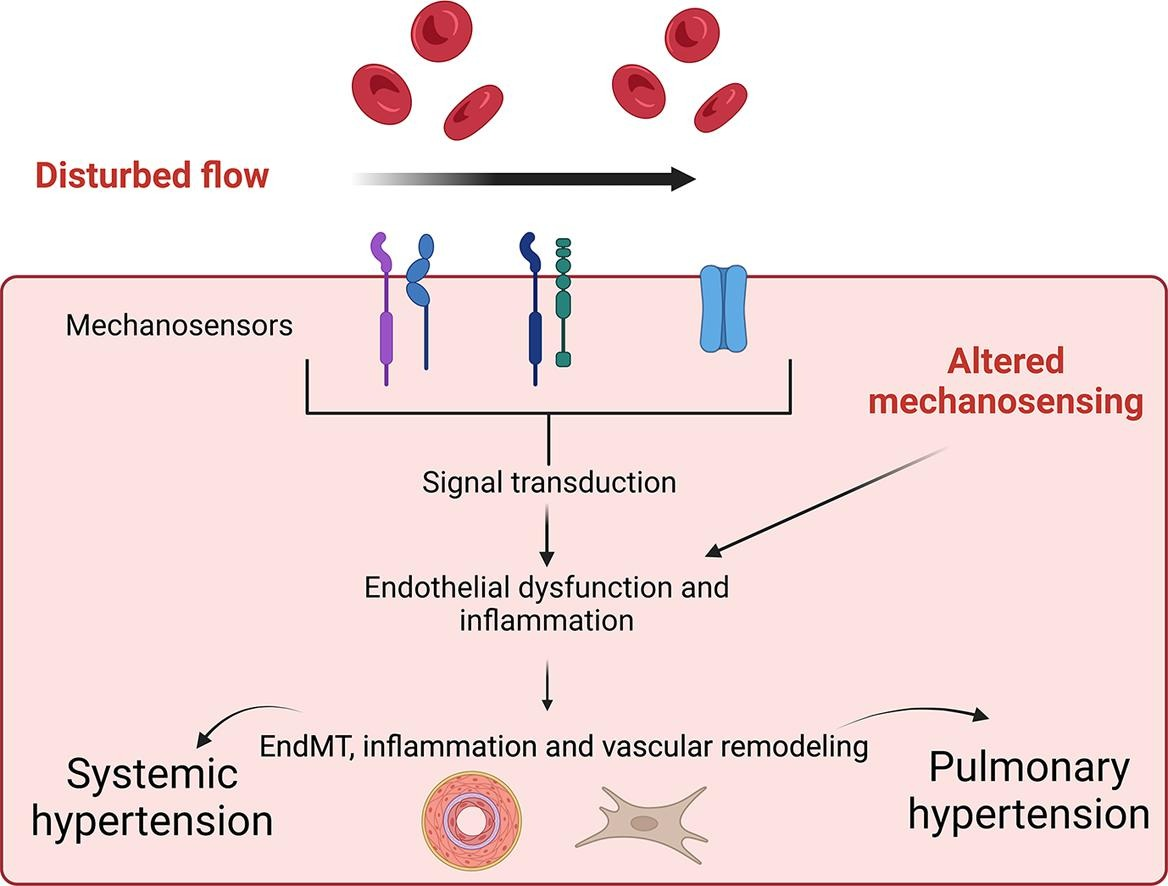 Disturbed flow
Mechanosensors
Altered
mechanosensing
Signal transduction
Endothelial dysfunction and
inflammation
EndMT, inflammation and vascular remodeling
Systemic
hypertension
Pulmonary
hypertension